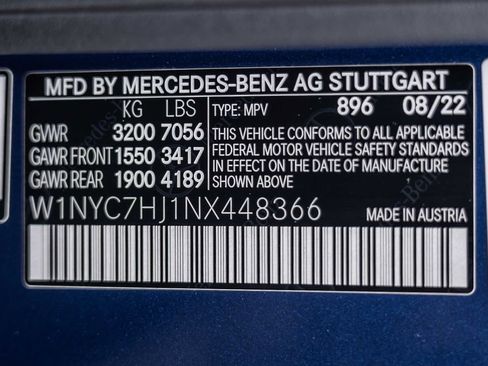 MFD BY MERCEDES-BENZ AG STUTTGART
KG LBS TYPE: MPV 896 08/22
GVWR 3200 7056 THIS VEHICLE CONFORMS TO ALL APPLICABLE
GAWR FRONT 1550 3417 FEDERAL MOTOR VEHICLE SAFETY STANDARDS
GAWR REAR 1900 4189 IN EFFECT ON THE DATE OF MANUFACTURE SHOWN ABOVE.
W1NYC7HJ1NX448366 MADE IN AUSTRIA